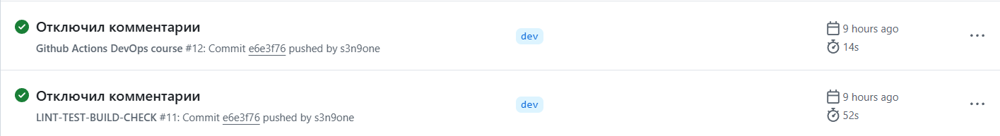 Отключил комментарии
Github Actions DevOps course #12: Commit e6e3f76 pushed by s3n9one
dev
9 hours ago
14s
Отключил комментарии
LINT-TEST-BUILD-CHECK #11: Commit e6e3f76 pushed by s3n9one
dev
9 hours ago
52s